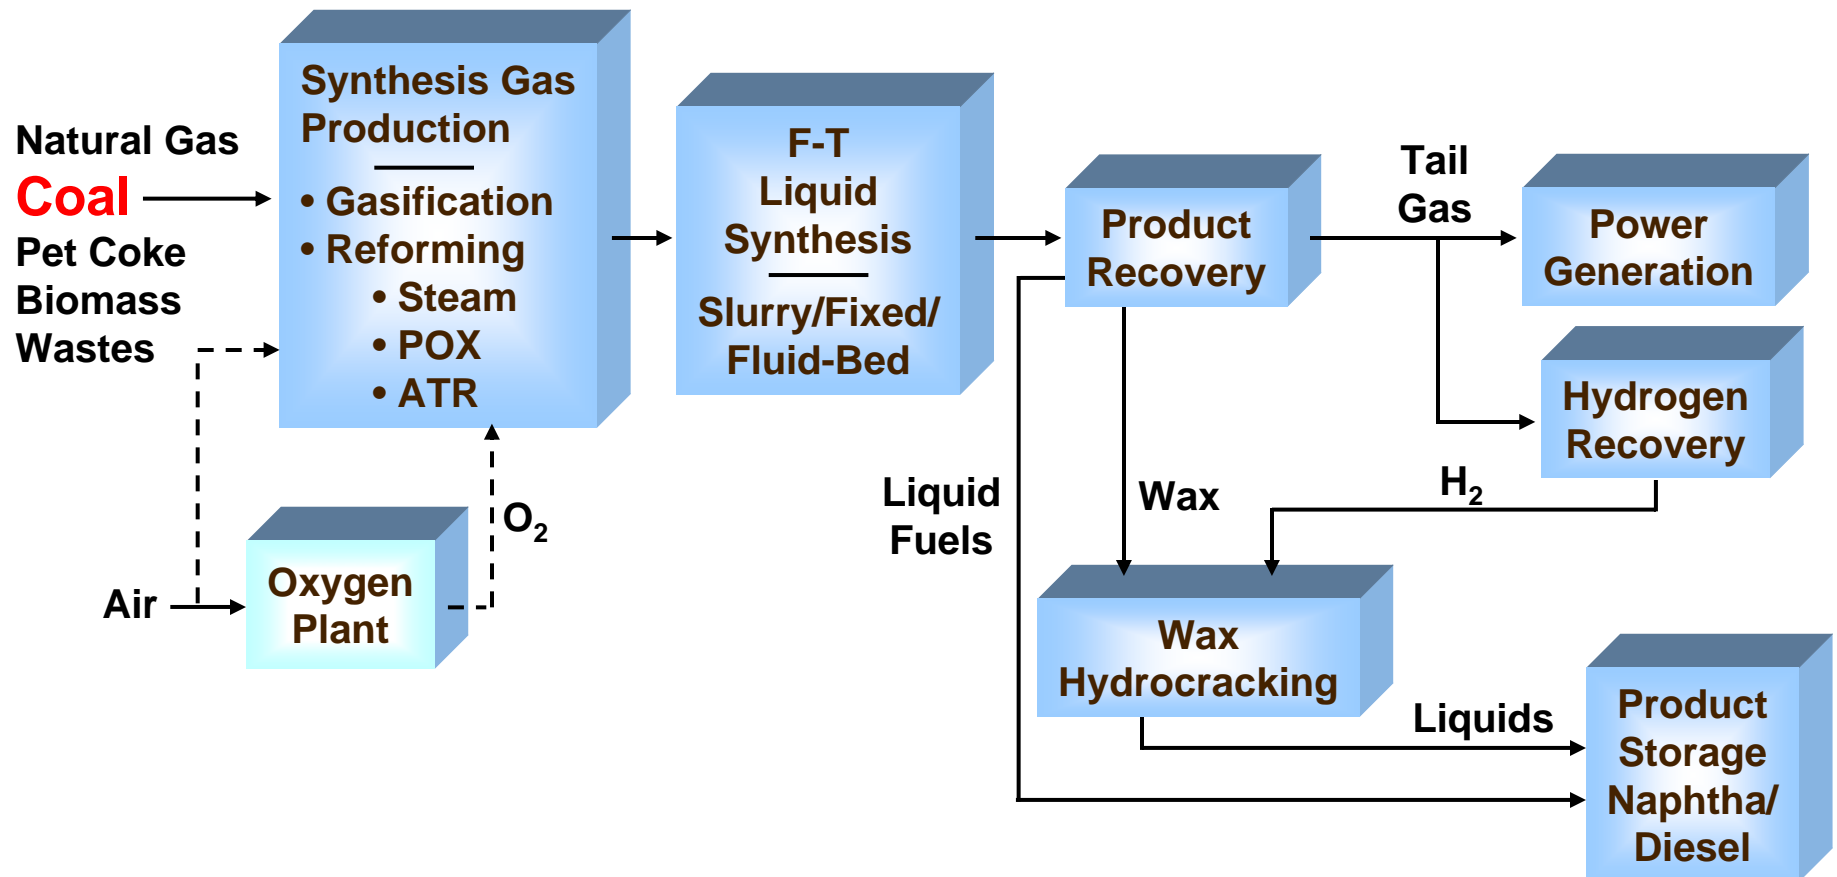 Natural Gas
Coal
Pet Coke
Biomass
Wastes
Synthesis Gas
Production
• Gasification
• Reforming
• Steam
• POX
• ATR
Air
Oxygen
Plant
O₂
F-T
Liquid
Synthesis
Slurry/Fixed/
Fluid-Bed
Product
Recovery
Tail
Gas
Power
Generation
Hydrogen
Recovery
H₂
Wax
Liquid
Fuels
Wax
Hydrocracking
Liquids
Product
Storage
Naphtha/
Diesel